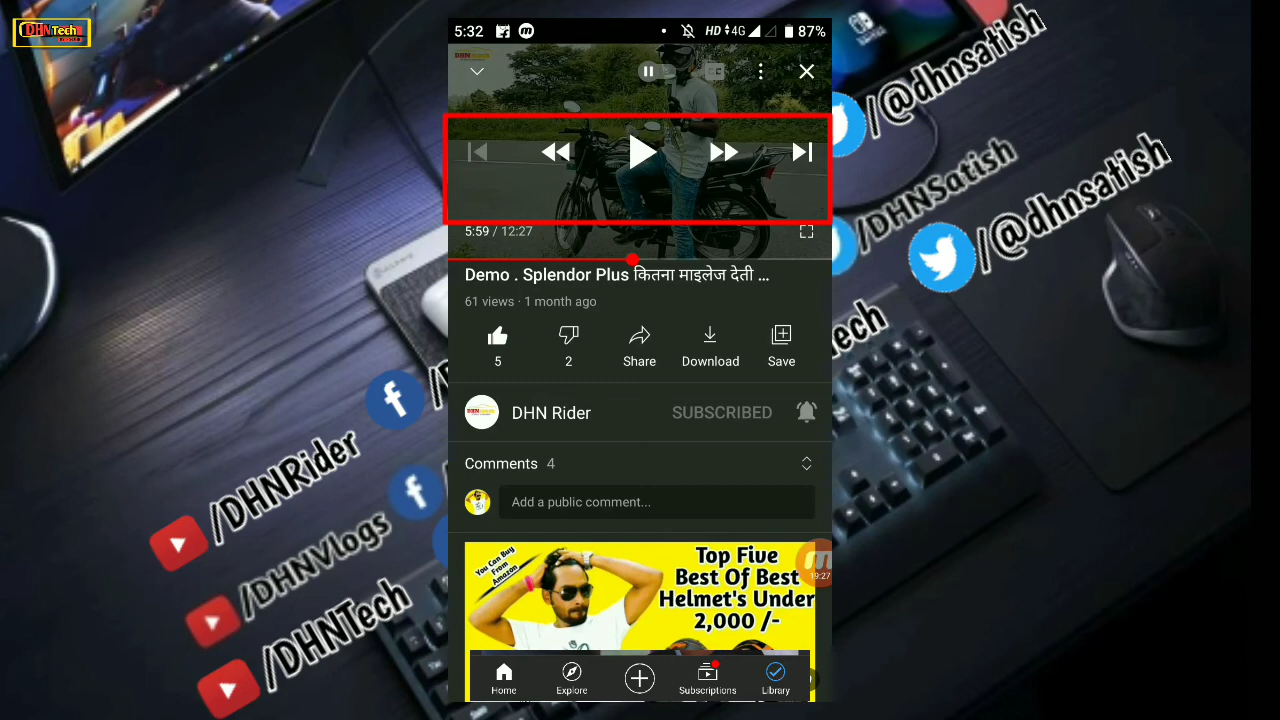 DHN Tech
5:32
HD 4G 87%
CC
5:59 / 12:27
Demo . Splendor Plus कितना माइलेज देती ...
61 views · 1 month ago
5
2
Share
Download
Save
DHN Rider
SUBSCRIBED
Comments 4
Add a public comment...
You Can Buy
From
Amazon
Top Five
Best Of Best
Helmet's Under
2,000 /-
19:27
Home
Explore
Subscriptions
Library
/@dhnsatish
/DHNSatish
/@dhnsatish
/DHNRider
/DHNVlogs
/DHNTech